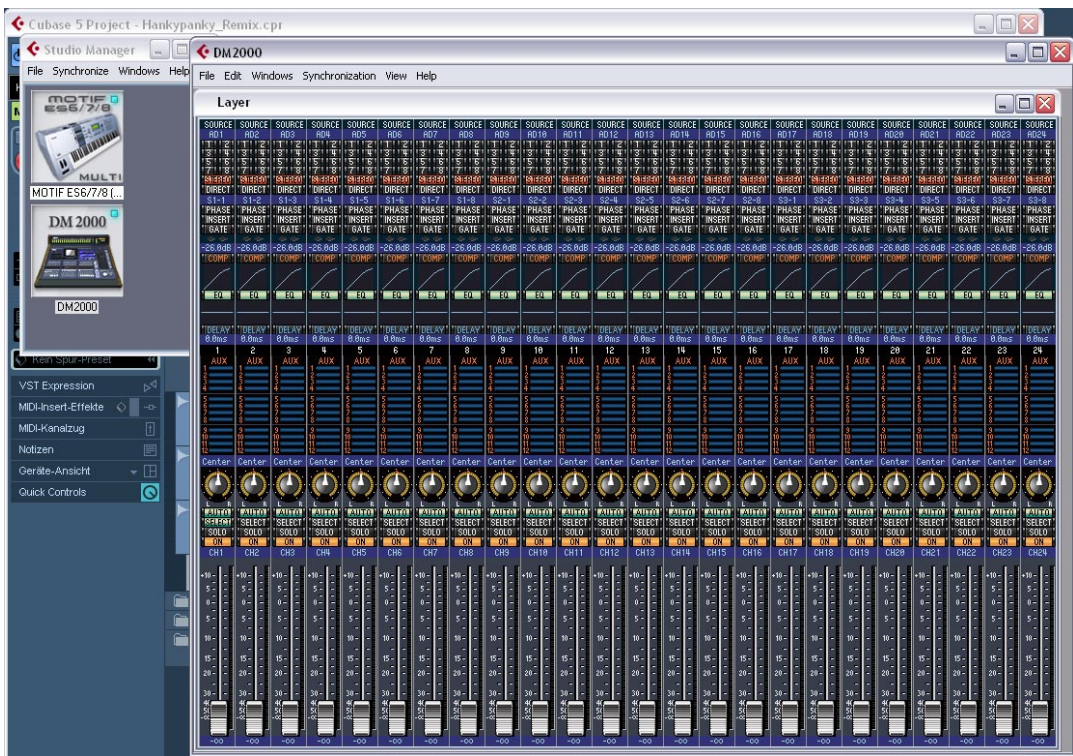 Cubase 5 Project - Hankypanky_Remix.cpr
Studio Manager
File Synchronize Windows Help
MOTIF
ES6/7/8
MULTI
MOTIF ES6/7/8 (...
DM 2000
DM2000
Kein Spur-Preset
VST Expression
MIDI-Insert-Effekte
MIDI-Kanalzug
Notizen
Geräte-Ansicht
Quick Controls
DM2000
File Edit Windows Synchronization View Help
Layer
SOURCE SOURCE SOURCE SOURCE SOURCE SOURCE SOURCE SOURCE SOURCE SOURCE SOURCE SOURCE SOURCE SOURCE SOURCE SOURCE SOURCE SOURCE SOURCE SOURCE SOURCE SOURCE SOURCE SOURCE
AD1 AD2 AD3 AD4 AD5 AD6 AD7 AD8 AD9 AD10 AD11 AD12 AD13 AD14 AD15 AD16 AD17 AD18 AD19 AD20 AD21 AD22 AD23 AD24
STEREO STEREO STEREO STEREO STEREO STEREO STEREO STEREO STEREO STEREO STEREO STEREO STEREO STEREO STEREO STEREO STEREO STEREO STEREO STEREO STEREO STEREO STEREO STEREO
DIRECT DIRECT DIRECT DIRECT DIRECT DIRECT DIRECT DIRECT DIRECT DIRECT DIRECT DIRECT DIRECT DIRECT DIRECT DIRECT DIRECT DIRECT DIRECT DIRECT DIRECT DIRECT DIRECT DIRECT
S1-1 S1-2 S1-3 S1-4 S1-5 S1-6 S1-7 S1-8 S2-1 S2-2 S2-3 S2-4 S2-5 S2-6 S2-7 S2-8 S3-1 S3-2 S3-3 S3-4 S3-5 S3-6 S3-7 S3-8
PHASE PHASE PHASE PHASE PHASE PHASE PHASE PHASE PHASE PHASE PHASE PHASE PHASE PHASE PHASE PHASE PHASE PHASE PHASE PHASE PHASE PHASE PHASE PHASE
INSERT INSERT INSERT INSERT INSERT INSERT INSERT INSERT INSERT INSERT INSERT INSERT INSERT INSERT INSERT INSERT INSERT INSERT INSERT INSERT INSERT INSERT INSERT INSERT
GATE GATE GATE GATE GATE GATE GATE GATE GATE GATE GATE GATE GATE GATE GATE GATE GATE GATE GATE GATE GATE GATE GATE GATE
-26.0dB -26.0dB -26.0dB -26.0dB -26.0dB -26.0dB -26.0dB -26.0dB -26.0dB -26.0dB -26.0dB -26.0dB -26.0dB -26.0dB -26.0dB -26.0dB -26.0dB -26.0dB -26.0dB -26.0dB -26.0dB -26.0dB -26.0dB -26.0dB
COMP COMP COMP COMP COMP COMP COMP COMP COMP COMP COMP COMP COMP COMP COMP COMP COMP COMP COMP COMP COMP COMP COMP COMP
EQ EQ EQ EQ EQ EQ EQ EQ EQ EQ EQ EQ EQ EQ EQ EQ EQ EQ EQ EQ EQ EQ EQ EQ
DELAY DELAY DELAY DELAY DELAY DELAY DELAY DELAY DELAY DELAY DELAY DELAY DELAY DELAY DELAY DELAY DELAY DELAY DELAY DELAY DELAY DELAY DELAY DELAY
0.0ms 0.0ms 0.0ms 0.0ms 0.0ms 0.0ms 0.0ms 0.0ms 0.0ms 0.0ms 0.0ms 0.0ms 0.0ms 0.0ms 0.0ms 0.0ms 0.0ms 0.0ms 0.0ms 0.0ms 0.0ms 0.0ms 0.0ms 0.0ms
1 2 3 4 5 6 7 8 9 10 11 12 13 14 15 16 17 18 19 20 21 22 23 24
AUX AUX AUX AUX AUX AUX AUX AUX AUX AUX AUX AUX AUX AUX AUX AUX AUX AUX AUX AUX AUX AUX AUX AUX
Center Center Center Center Center Center Center Center Center Center Center Center Center Center Center Center Center Center Center Center Center Center Center Center
AUTO AUTO AUTO AUTO AUTO AUTO AUTO AUTO AUTO AUTO AUTO AUTO AUTO AUTO AUTO AUTO AUTO AUTO AUTO AUTO AUTO AUTO AUTO AUTO
SELECT SELECT SELECT SELECT SELECT SELECT SELECT SELECT SELECT SELECT SELECT SELECT SELECT SELECT SELECT SELECT SELECT SELECT SELECT SELECT SELECT SELECT SELECT SELECT
SOLO SOLO SOLO SOLO SOLO SOLO SOLO SOLO SOLO SOLO SOLO SOLO SOLO SOLO SOLO SOLO SOLO SOLO SOLO SOLO SOLO SOLO SOLO SOLO
ON ON ON ON ON ON ON ON ON ON ON ON ON ON ON ON ON ON ON ON ON ON ON ON
CH1 CH2 CH3 CH4 CH5 CH6 CH7 CH8 CH9 CH10 CH11 CH12 CH13 CH14 CH15 CH16 CH17 CH18 CH19 CH20 CH21 CH22 CH23 CH24